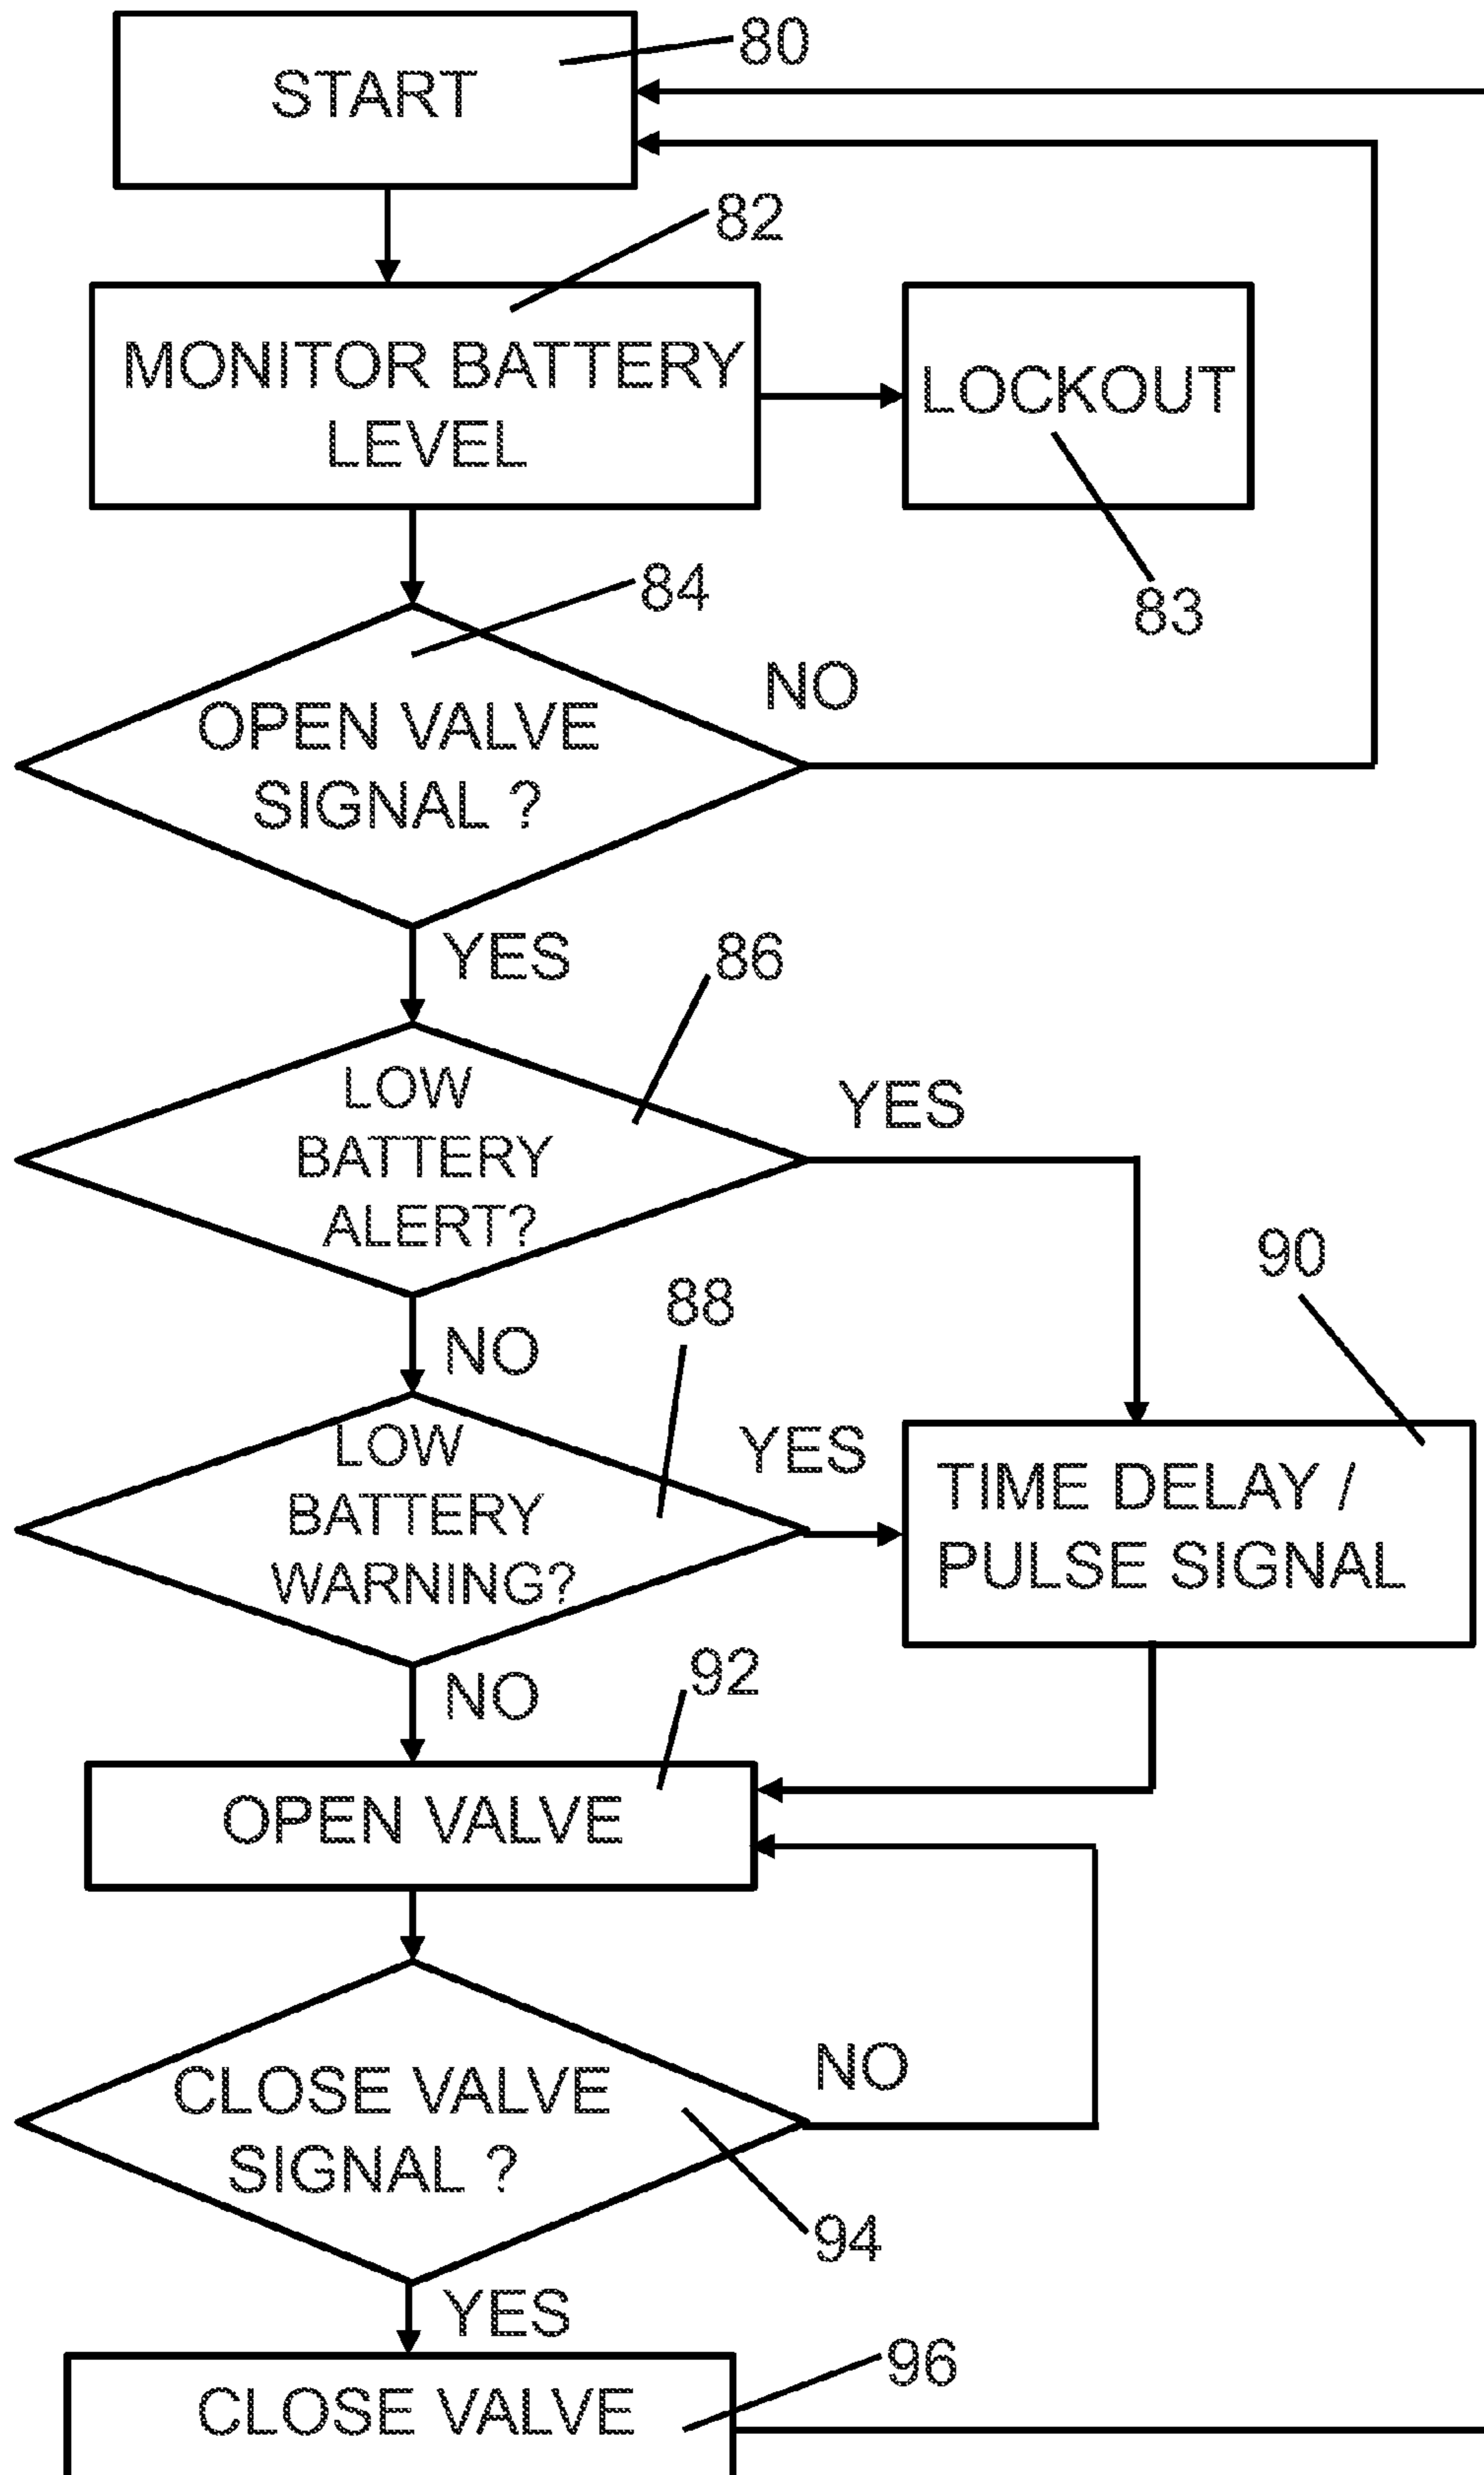 80
START
82
MONITOR BATTERY
LEVEL
LOCKOUT
83
84
OPEN VALVE
SIGNAL ?
NO
YES
86
LOW
BATTERY
ALERT?
YES
90
NO
88
LOW
BATTERY
WARNING?
YES
TIME DELAY /
PULSE SIGNAL
NO
92
OPEN VALVE
CLOSE VALVE
SIGNAL ?
NO
94
YES
96
CLOSE VALVE